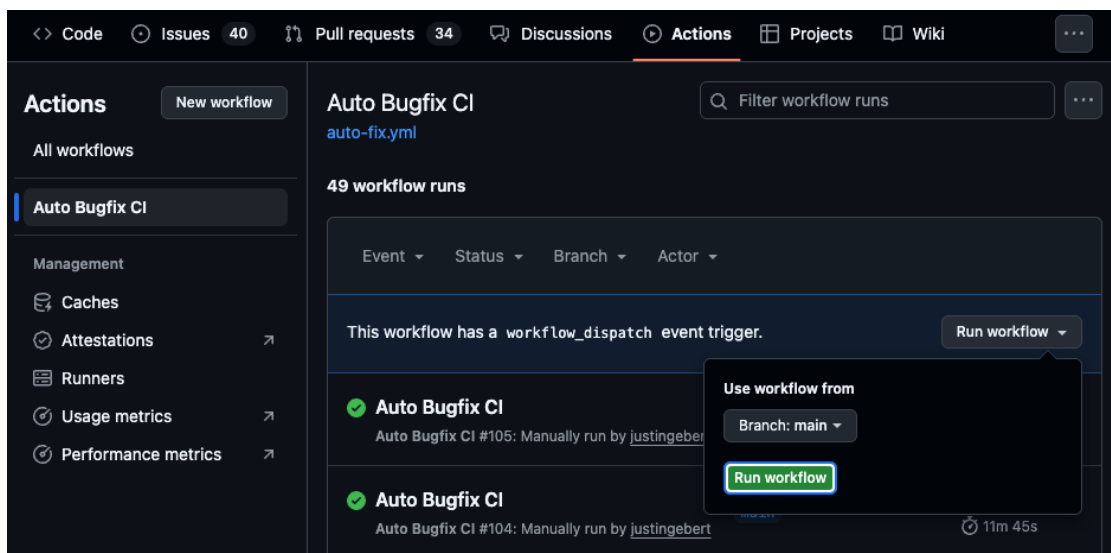 Code Issues 40 Pull requests 34 Discussions Actions Projects Wiki
Actions New workflow
All workflows
Auto Bugfix CI
Management
Caches
Attestations
Runners
Usage metrics
Performance metrics
Auto Bugfix CI
Filter workflow runs
auto-fix.yml
49 workflow runs
Event Status Branch Actor
This workflow has a workflow_dispatch event trigger.
Run workflow
Use workflow from
Branch: main
Run workflow
Auto Bugfix CI
Auto Bugfix CI #105: Manually run by justingeber
Auto Bugfix CI
Auto Bugfix CI #104: Manually run by justingebert
11m 45s